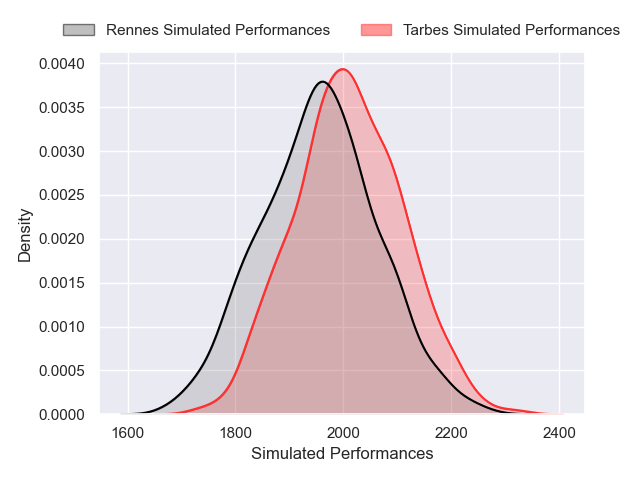 Rennes Simulated Performances Tarbes Simulated Performances
0.0040
0.0035
0.0030
0.0025
0.0020
0.0015
0.0010
0.0005
0.0000
Density
1600 1800 2000 2200 2400
Simulated Performances